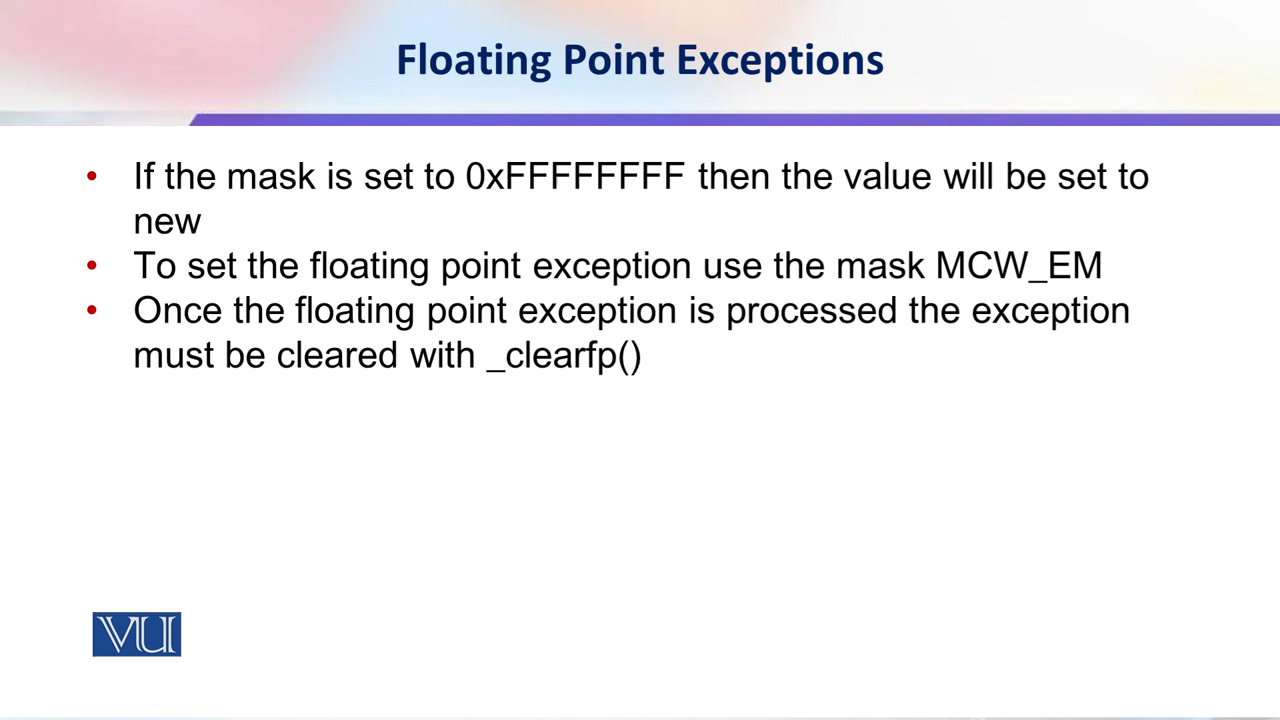 Floating Point Exceptions
• If the mask is set to 0xFFFFFFFF then the value will be set to
new
• To set the floating point exception use the mask MCW_EM
• Once the floating point exception is processed the exception
must be cleared with _clearfp()
VU